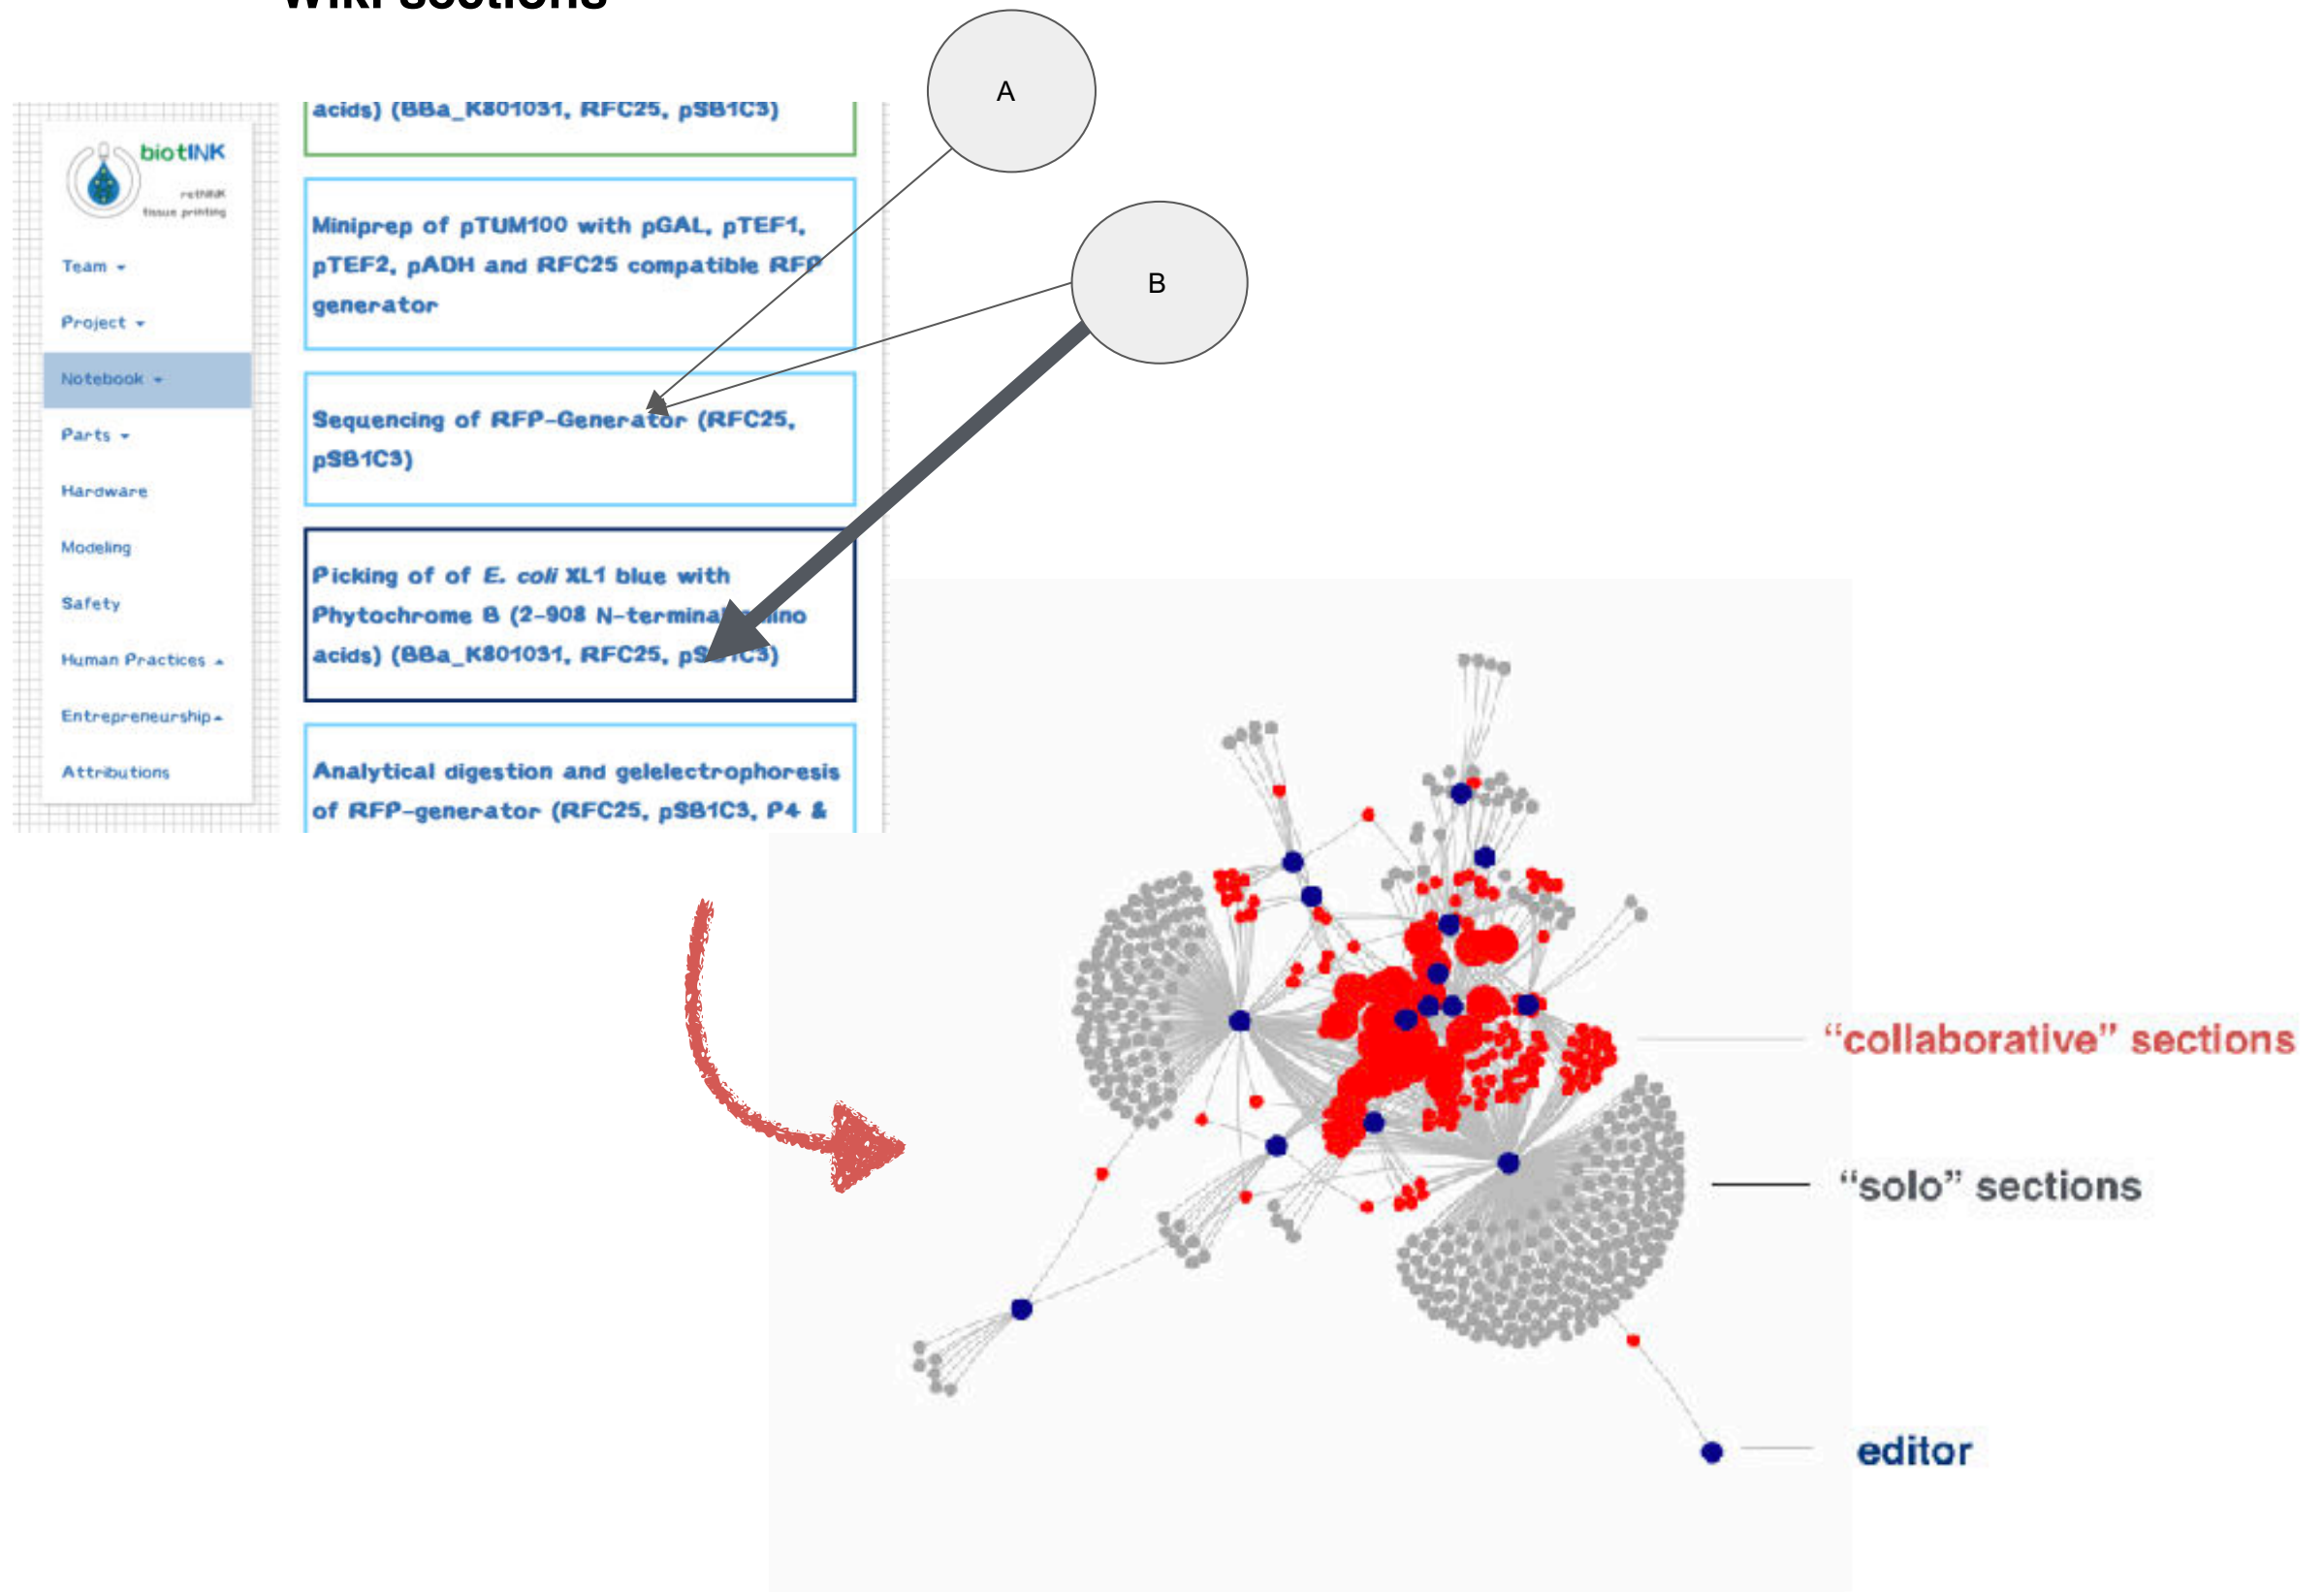 Wiki sections
A
B
biotINK
rethINK
tissue printing
Team
Project
Notebook
Parts
Hardware
Modeling
Safety
Human Practices
Entrepreneurship
Attributions
acids) (BBa_K801031, RFC25, pSB1C3)
Miniprep of pTUM100 with pGAL, pTEF1,
pTEF2, pADH and RFC25 compatible RFP
generator
Sequencing of RFP-Generator (RFC25,
pSB1C3)
Picking of of E. coli XL1 blue with
Phytochrome B (2-908 N-terminal amino
acids) (BBa_K801031, RFC25, pSB1C3)
Analytical digestion and gelelectrophoresis
of RFP-generator (RFC25, pSB1C3, P4 &
“collaborative” sections
“solo” sections
editor